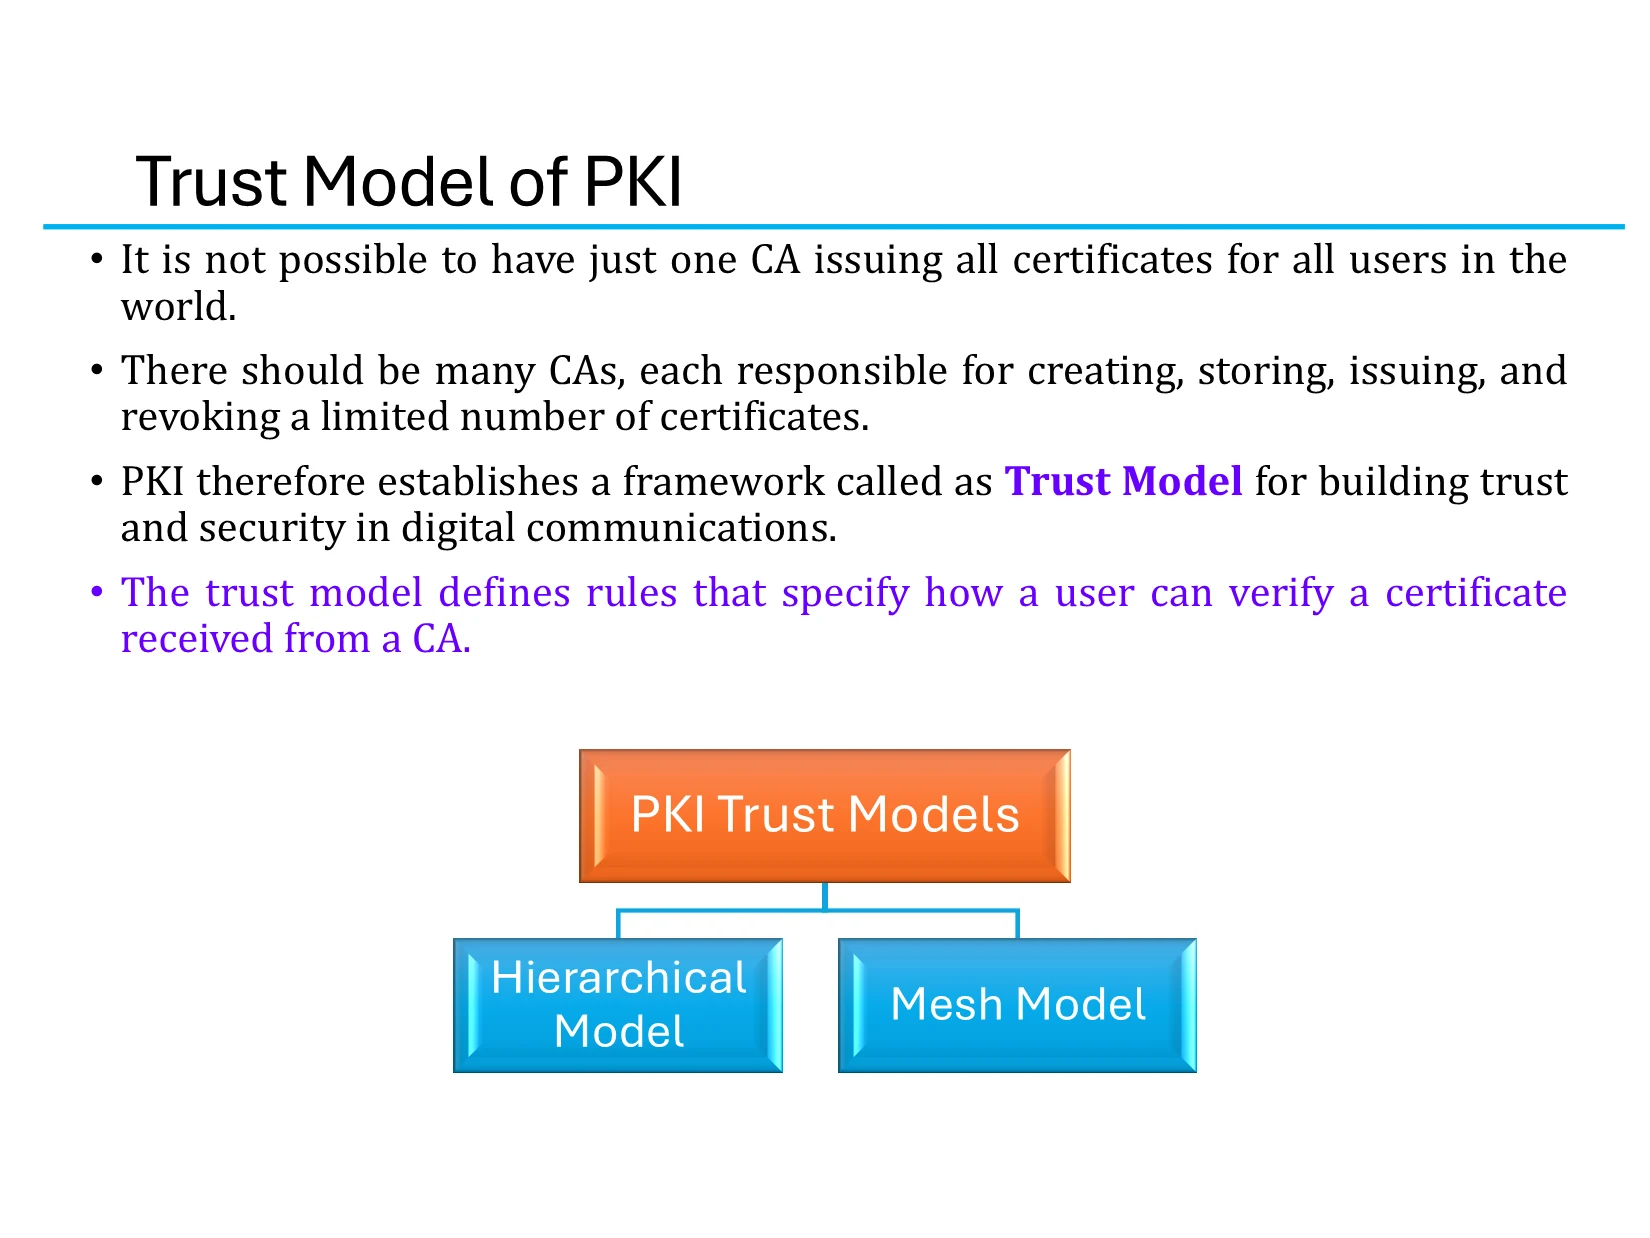 Trust Model of PKI
• It is not possible to have just one CA issuing all certificates for all users in the
world.
• There should be many CAs, each responsible for creating, storing, issuing, and
revoking a limited number of certificates.
• PKI therefore establishes a framework called as Trust Model for building trust
and security in digital communications.
• The trust model defines rules that specify how a user can verify a certificate
received from a CA.
PKI Trust Models
Hierarchical
Model
Mesh Model